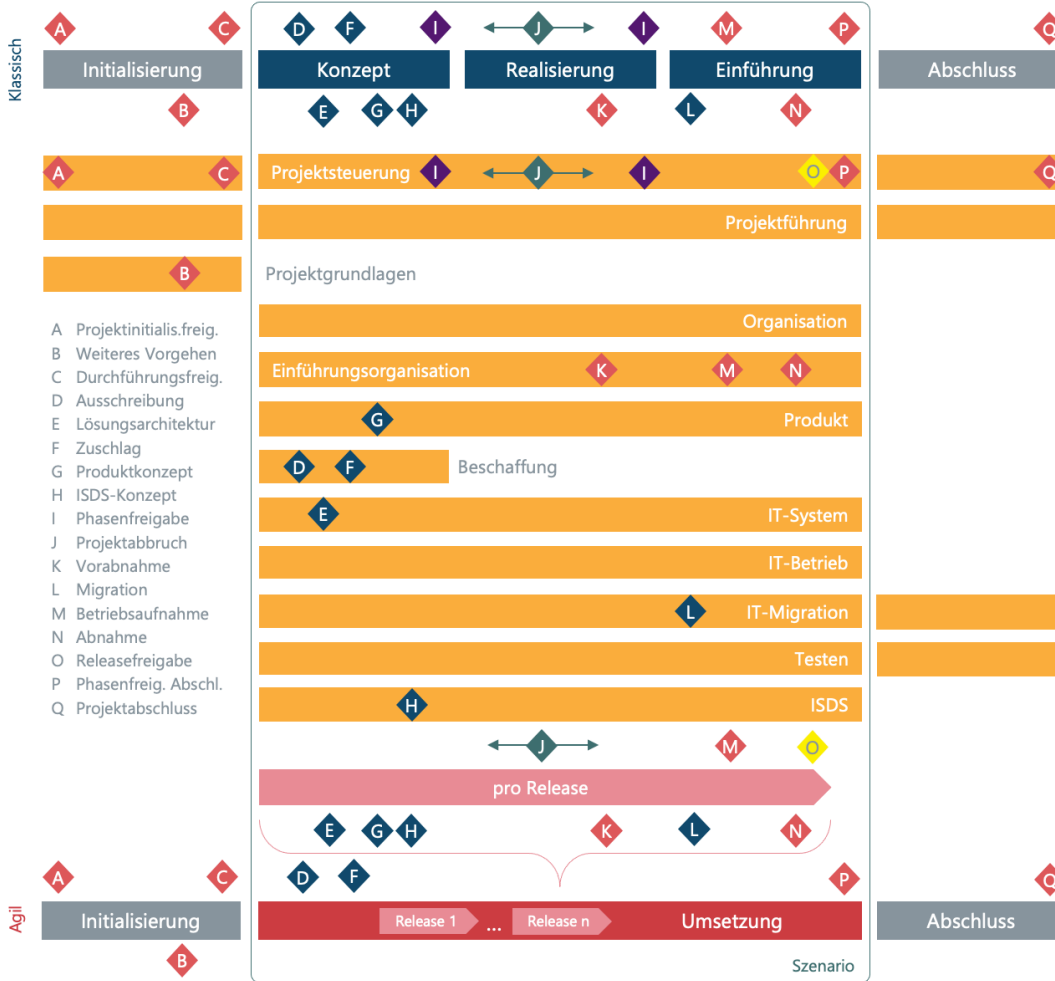 Klassisch
A C D F I J I M P Q
Initialisierung Konzept Realisierung Einführung Abschluss
B E G H K L N
A C Projektsteuerung I J I O P Q
Projektführung
B Projektgrundlagen
Organisation
Einführungsorganisation K M N
G Produkt
D F Beschaffung
E IT-System
IT-Betrieb
L IT-Migration
Testen
H ISDS
A Projektinitialis.freig.
B Weiteres Vorgehen
C Durchführungsfreig.
D Ausschreibung
E Lösungsarchitektur
F Zuschlag
G Produktkonzept
H ISDS-Konzept
I Phasenfreigabe
J Projektabbruch
K Vorabnahme
L Migration
M Betriebsaufnahme
N Abnahme
O Releasefreigabe
P Phasenfreig. Abschl.
Q Projektabschluss
J M O
pro Release
E G H K L N
A C D F P Q
Agil
Initialisierung Release 1 ... Release n Umsetzung Abschluss
B
Szenario